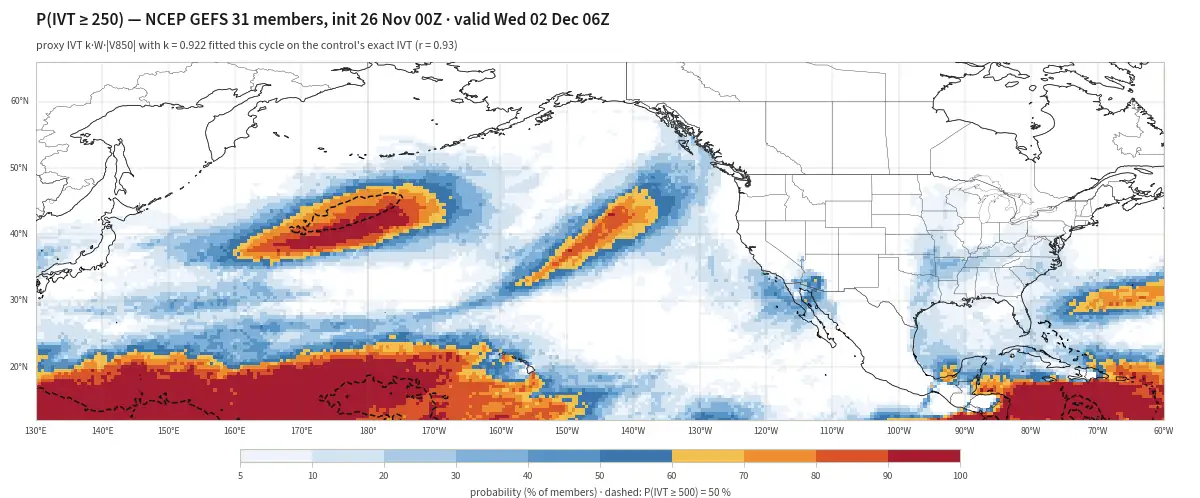 P(IVT ≥ 250) — NCEP GEFS 31 members, init 26 Nov 00Z · valid Wed 02 Dec 06Z
proxy IVT k·W·|V850| with k = 0.922 fitted this cycle on the control's exact IVT (r = 0.93)
60°N
50°N
40°N
30°N
20°N
130°E 140°E 150°E 160°E 170°E 180° 170°W 160°W 150°W 140°W 130°W 120°W 110°W 100°W 90°W 80°W 70°W 60°W
5 10 20 30 40 50 60 70 80 90 100
probability (% of members) · dashed: P(IVT ≥ 500) = 50 %